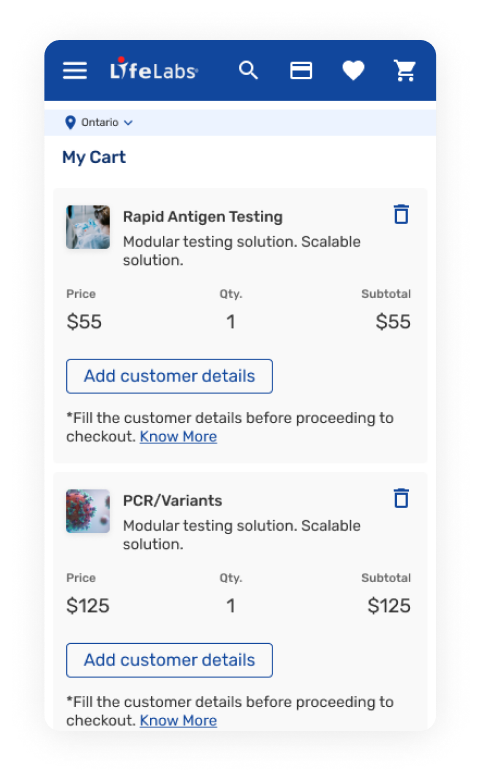 LifeLabs
Ontario
My Cart
Rapid Antigen Testing
Modular testing solution. Scalable
solution.
Price Qty. Subtotal
$55 1 $55
Add customer details
*Fill the customer details before proceeding to
checkout. Know More
PCR/Variants
Modular testing solution. Scalable
solution.
Price Qty. Subtotal
$125 1 $125
Add customer details
*Fill the customer details before proceeding to
checkout. Know More